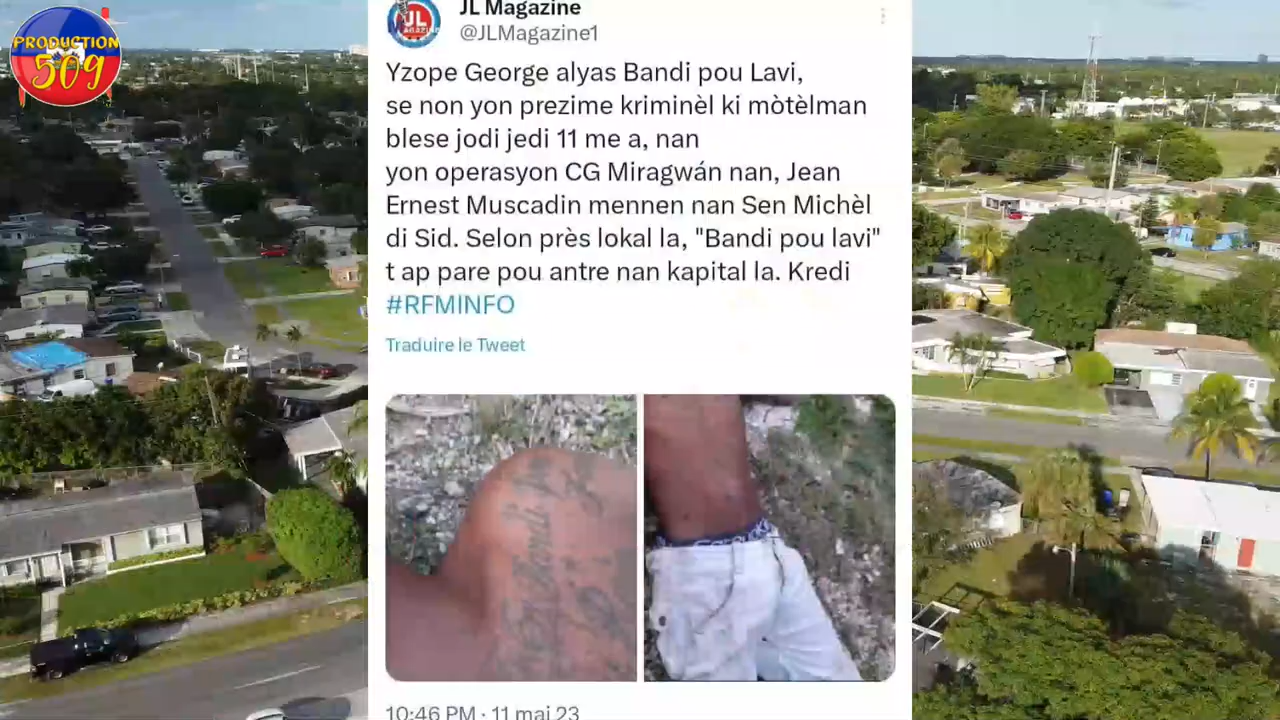 PRODUCTION
509
JL Magazine
@JLMagazine1
Yzope George alyas Bandi pou Lavi,
se non yon prezime kriminèl ki mòtèlman
blese jodi jedi 11 me a, nan
yon operasyon CG Miragwán nan, Jean
Ernest Muscadin mennen nan Sen Michèl
di Sid. Selon près lokal la, "Bandi pou lavi"
t ap pare pou antre nan kapital la. Kredi
#RFMINFO
Traduire le Tweet
10:46 PM · 11 mai 23